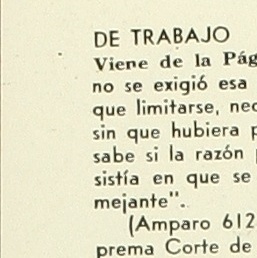 DE TRABAJO
Viene de la Pág
no se exigió esa
que limitarse, nec
sin que hubiera p
sabe si la razón
sistía en que se
mejante".
(Amparo 612
prema Corte de